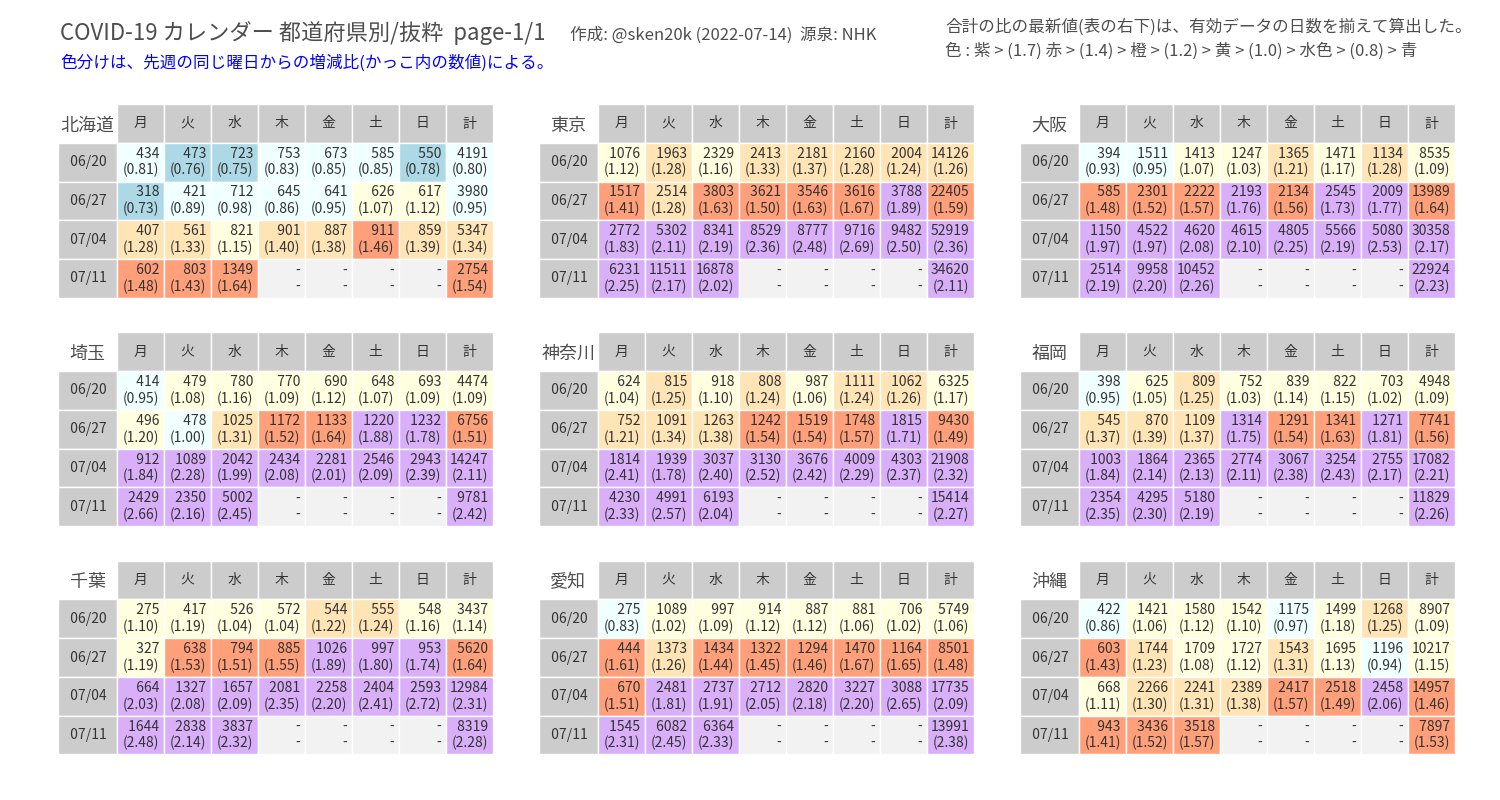 COVID-19 カレンダー 都道府県別/抜粋 page-1/1
作成: @sken20k (2022-07-14) 源泉: NHK
合計の比の最新値(表の右下)は、有効データの日数を揃えて算出した。
色分けは、先週の同じ曜日からの増減比(かっこ内の数値)による。
色 : 紫 > (1.7) 赤 > (1.4) > 橙 > (1.2) > 黄 > (1.0) > 水色 > (0.8) > 青
北海道 月 火 水 木 金 土 日 計
06/20 434 473 723 753 673 585 550 4191
(0.81) (0.76) (0.75) (0.83) (0.85) (0.85) (0.78) (0.80)
06/27 318 421 712 645 641 626 617 3980
(0.73) (0.89) (0.98) (0.86) (0.95) (1.07) (1.12) (0.95)
07/04 407 561 821 901 887 911 859 5347
(1.28) (1.33) (1.15) (1.40) (1.38) (1.46) (1.39) (1.34)
07/11 602 803 1349 - - - - 2754
(1.48) (1.43) (1.64) - - - - (1.54)
東京 月 火 水 木 金 土 日 計
06/20 1076 1963 2329 2413 2181 2160 2004 14126
(1.12) (1.28) (1.16) (1.33) (1.37) (1.28) (1.24) (1.26)
06/27 1517 2514 3803 3621 3546 3616 3788 22405
(1.41) (1.28) (1.63) (1.50) (1.63) (1.67) (1.89) (1.59)
07/04 2772 5302 8341 8529 8777 9716 9482 52919
(1.83) (2.11) (2.19) (2.36) (2.48) (2.69) (2.50) (2.36)
07/11 6231 11511 16878 - - - - 34620
(2.25) (2.17) (2.02) - - - - (2.11)
大阪 月 火 水 木 金 土 日 計
06/20 394 1511 1413 1247 1365 1471 1134 8535
(0.93) (0.95) (1.07) (1.03) (1.21) (1.17) (1.28) (1.09)
06/27 585 2301 2222 2193 2134 2545 2009 13989
(1.48) (1.52) (1.57) (1.76) (1.56) (1.73) (1.77) (1.64)
07/04 1150 4522 4620 4615 4805 5566 5080 30358
(1.97) (1.97) (2.08) (2.10) (2.25) (2.19) (2.53) (2.17)
07/11 2514 9958 10452 - - - - 22924
(2.19) (2.20) (2.26) - - - - (2.23)
埼玉 月 火 水 木 金 土 日 計
06/20 414 479 780 770 690 648 693 4474
(0.95) (1.08) (1.16) (1.09) (1.12) (1.07) (1.09) (1.09)
06/27 496 478 1025 1172 1133 1220 1232 6756
(1.20) (1.00) (1.31) (1.52) (1.64) (1.88) (1.78) (1.51)
07/04 912 1089 2042 2434 2281 2546 2943 14247
(1.84) (2.28) (1.99) (2.08) (2.01) (2.09) (2.39) (2.11)
07/11 2429 2350 5002 - - - - 9781
(2.66) (2.16) (2.45) - - - - (2.42)
神奈川 月 火 水 木 金 土 日 計
06/20 624 815 918 808 987 1111 1062 6325
(1.04) (1.25) (1.10) (1.24) (1.06) (1.24) (1.26) (1.17)
06/27 752 1091 1263 1242 1519 1748 1815 9430
(1.21) (1.34) (1.38) (1.54) (1.54) (1.57) (1.71) (1.49)
07/04 1814 1939 3037 3130 3676 4009 4303 21908
(2.41) (1.78) (2.40) (2.52) (2.42) (2.29) (2.37) (2.32)
07/11 4230 4991 6193 - - - - 15414
(2.33) (2.57) (2.04) - - - - (2.27)
福岡 月 火 水 木 金 土 日 計
06/20 398 625 809 752 839 822 703 4948
(0.95) (1.05) (1.25) (1.03) (1.14) (1.15) (1.02) (1.09)
06/27 545 870 1109 1314 1291 1341 1271 7741
(1.37) (1.39) (1.37) (1.75) (1.54) (1.63) (1.81) (1.56)
07/04 1003 1864 2365 2774 3067 3254 2755 17082
(1.84) (2.14) (2.13) (2.11) (2.38) (2.43) (2.17) (2.21)
07/11 2354 4295 5180 - - - - 11829
(2.35) (2.30) (2.19) - - - - (2.26)
千葉 月 火 水 木 金 土 日 計
06/20 275 417 526 572 544 555 548 3437
(1.10) (1.19) (1.04) (1.04) (1.22) (1.24) (1.16) (1.14)
06/27 327 638 794 885 1026 997 953 5620
(1.19) (1.53) (1.51) (1.55) (1.89) (1.80) (1.74) (1.64)
07/04 664 1327 1657 2081 2258 2404 2593 12984
(2.03) (2.08) (2.09) (2.35) (2.20) (2.41) (2.72) (2.31)
07/11 1644 2838 3837 - - - - 8319
(2.48) (2.14) (2.32) - - - - (2.28)
愛知 月 火 水 木 金 土 日 計
06/20 275 1089 997 914 887 881 706 5749
(0.83) (1.02) (1.09) (1.12) (1.12) (1.06) (1.02) (1.06)
06/27 444 1373 1434 1322 1294 1470 1164 8501
(1.61) (1.26) (1.44) (1.45) (1.46) (1.67) (1.65) (1.48)
07/04 670 2481 2737 2712 2820 3227 3088 17735
(1.51) (1.81) (1.91) (2.05) (2.18) (2.20) (2.65) (2.09)
07/11 1545 6082 6364 - - - - 13991
(2.31) (2.45) (2.33) - - - - (2.38)
沖縄 月 火 水 木 金 土 日 計
06/20 422 1421 1580 1542 1175 1499 1268 8907
(0.86) (1.06) (1.12) (1.10) (0.97) (1.18) (1.25) (1.09)
06/27 603 1744 1709 1727 1543 1695 1196 10217
(1.43) (1.23) (1.08) (1.12) (1.31) (1.13) (0.94) (1.15)
07/04 668 2266 2241 2389 2417 2518 2458 14957
(1.11) (1.30) (1.31) (1.38) (1.57) (1.49) (2.06) (1.46)
07/11 943 3436 3518 - - - - 7897
(1.41) (1.52) (1.57) - - - - (1.53)